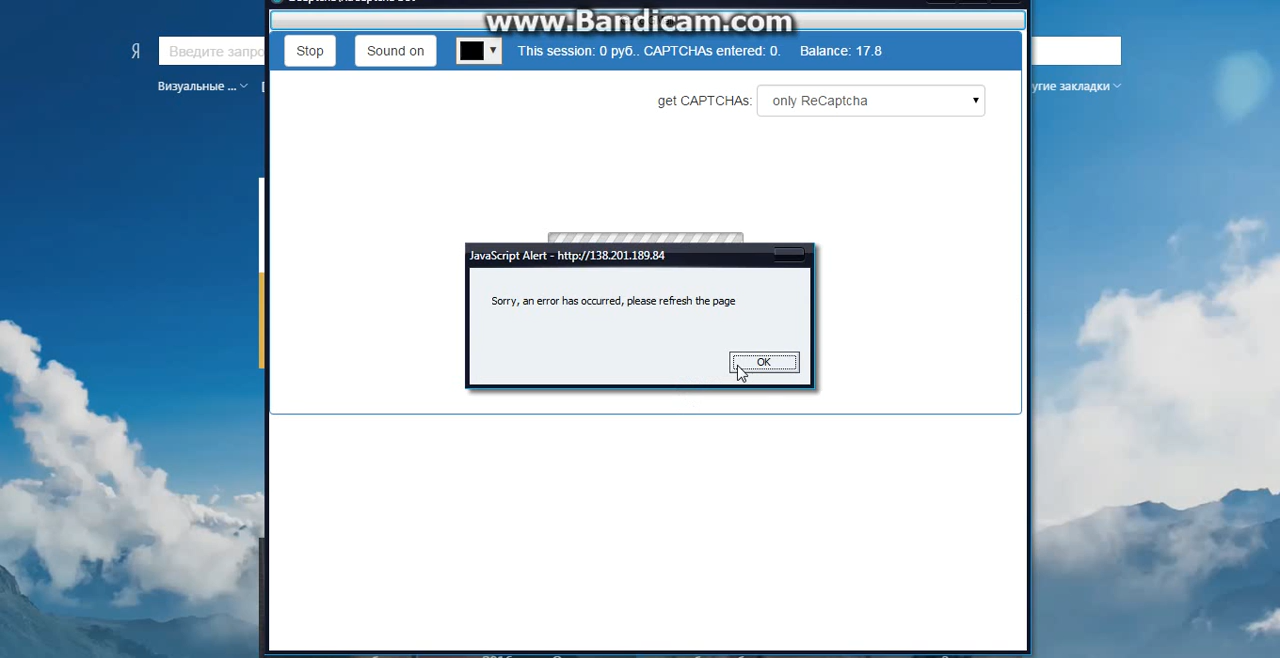 www.Bandicam.com
Я
Введите запро
Stop
Sound on
This session: 0 руб.. CAPTCHAs entered: 0.
Balance: 17.8
Визуальные ...
угие закладки
get CAPTCHAs:
only ReCaptcha
JavaScript Alert - http://138.201.189.84
Sorry, an error has occurred, please refresh the page
OK